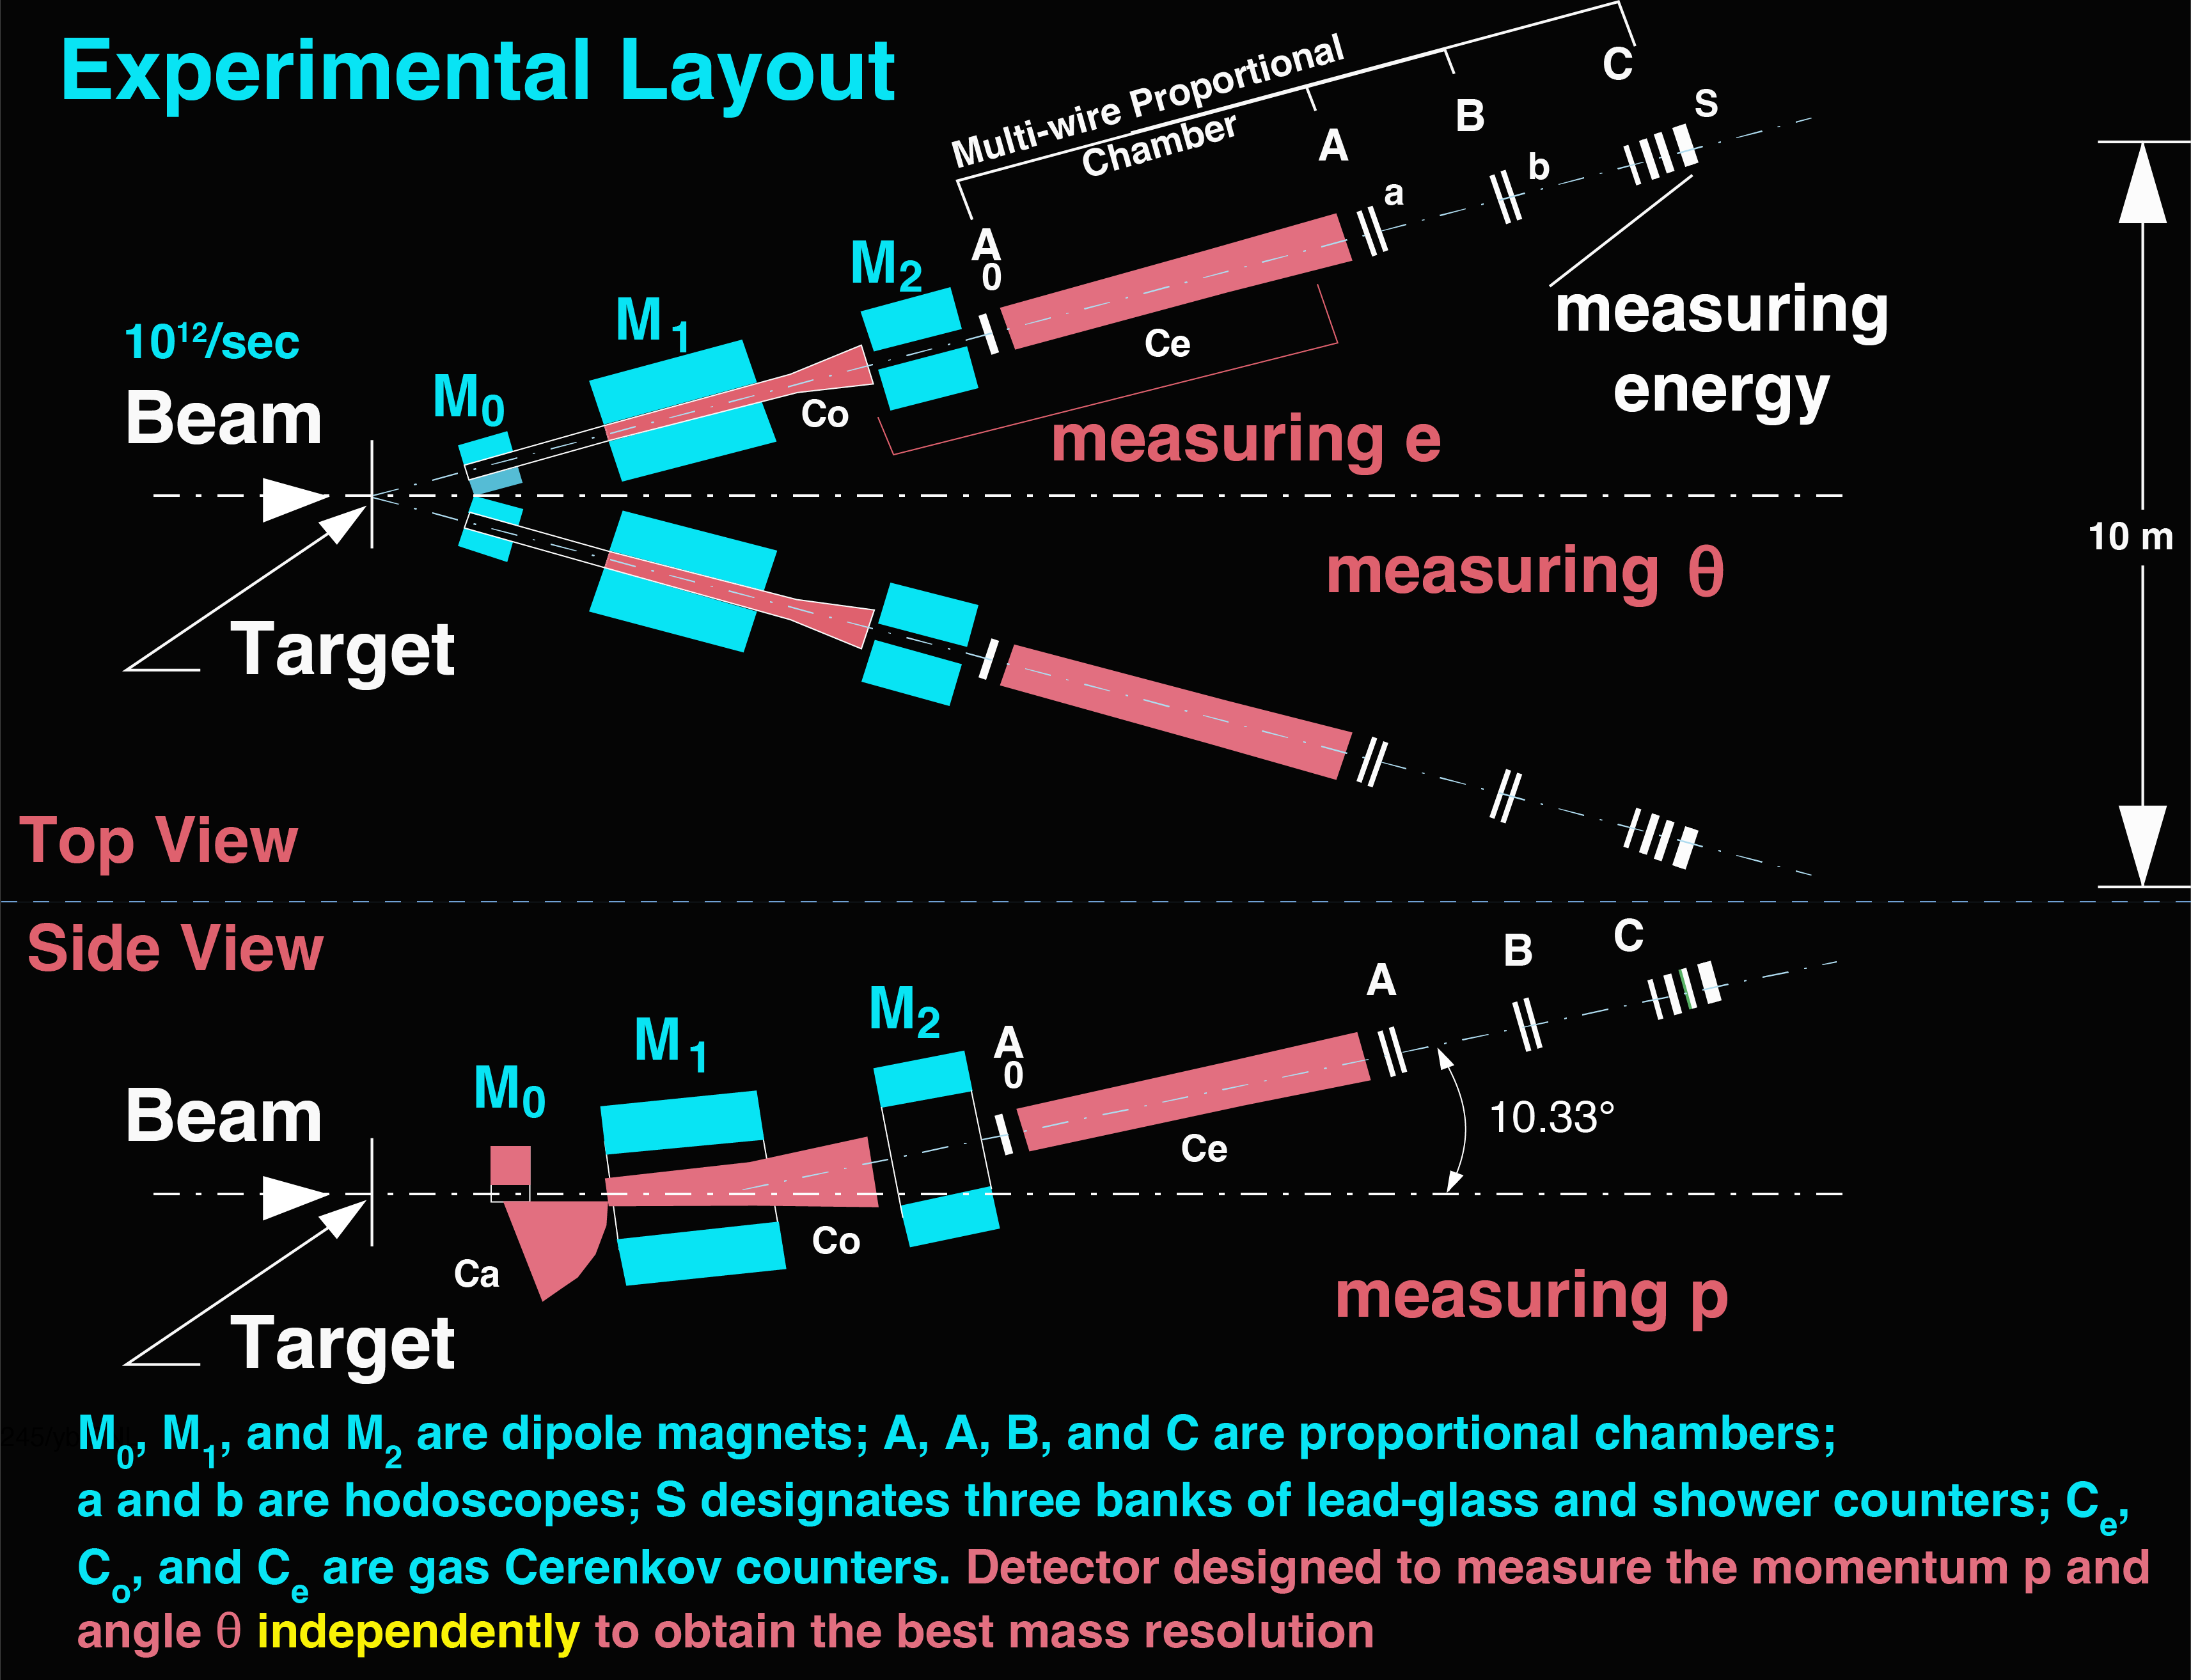 Experimental Layout
Multi-wire Proportional
Chamber
C
B
A
S
b
a
A
0
M2
M1
10¹²/sec
M0
Beam
Target
Co
Ce
measuring e
measuring
energy
measuring θ
10 m
Top View
Side View
A
B
C
M2
M1
M0
A
0
Beam
Target
Ca
Co
Ce
10.33°
measuring p
M0, M1, and M2 are dipole magnets; A, A, B, and C are proportional chambers;
a and b are hodoscopes; S designates three banks of lead-glass and shower counters; Ce,
Co, and Ce are gas Cerenkov counters. Detector designed to measure the momentum p and
angle θ independently to obtain the best mass resolution